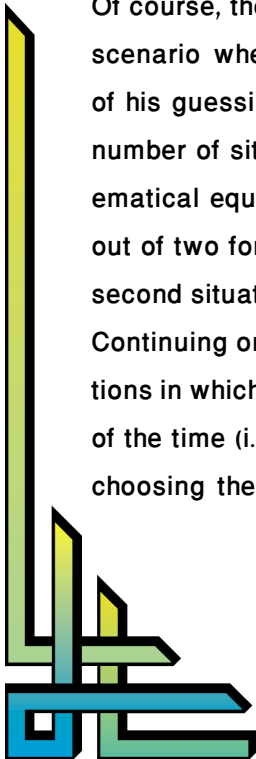 Of course, the
scenario whe
of his guessi
number of sit
ematical equ
out of two for
second situat
Continuing or
tions in which
of the time (i.
choosing the